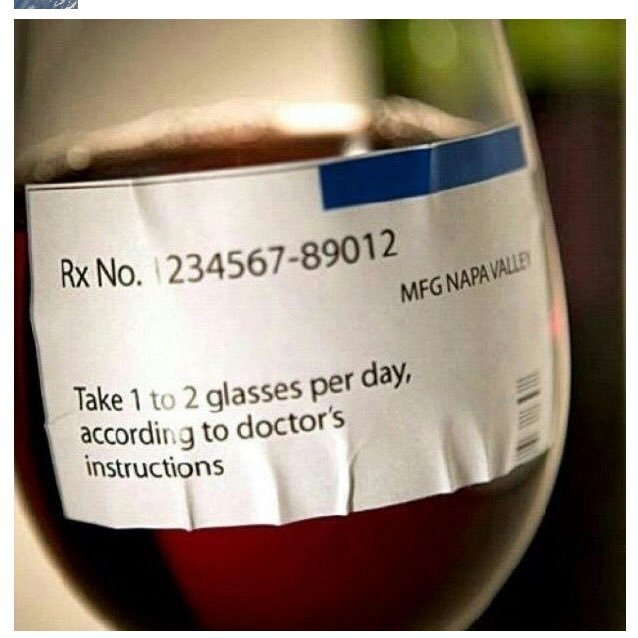 Rx No. 1234567-89012
MFG NAPA VALLEY
Take 1 to 2 glasses per day,
according to doctor's
instructions